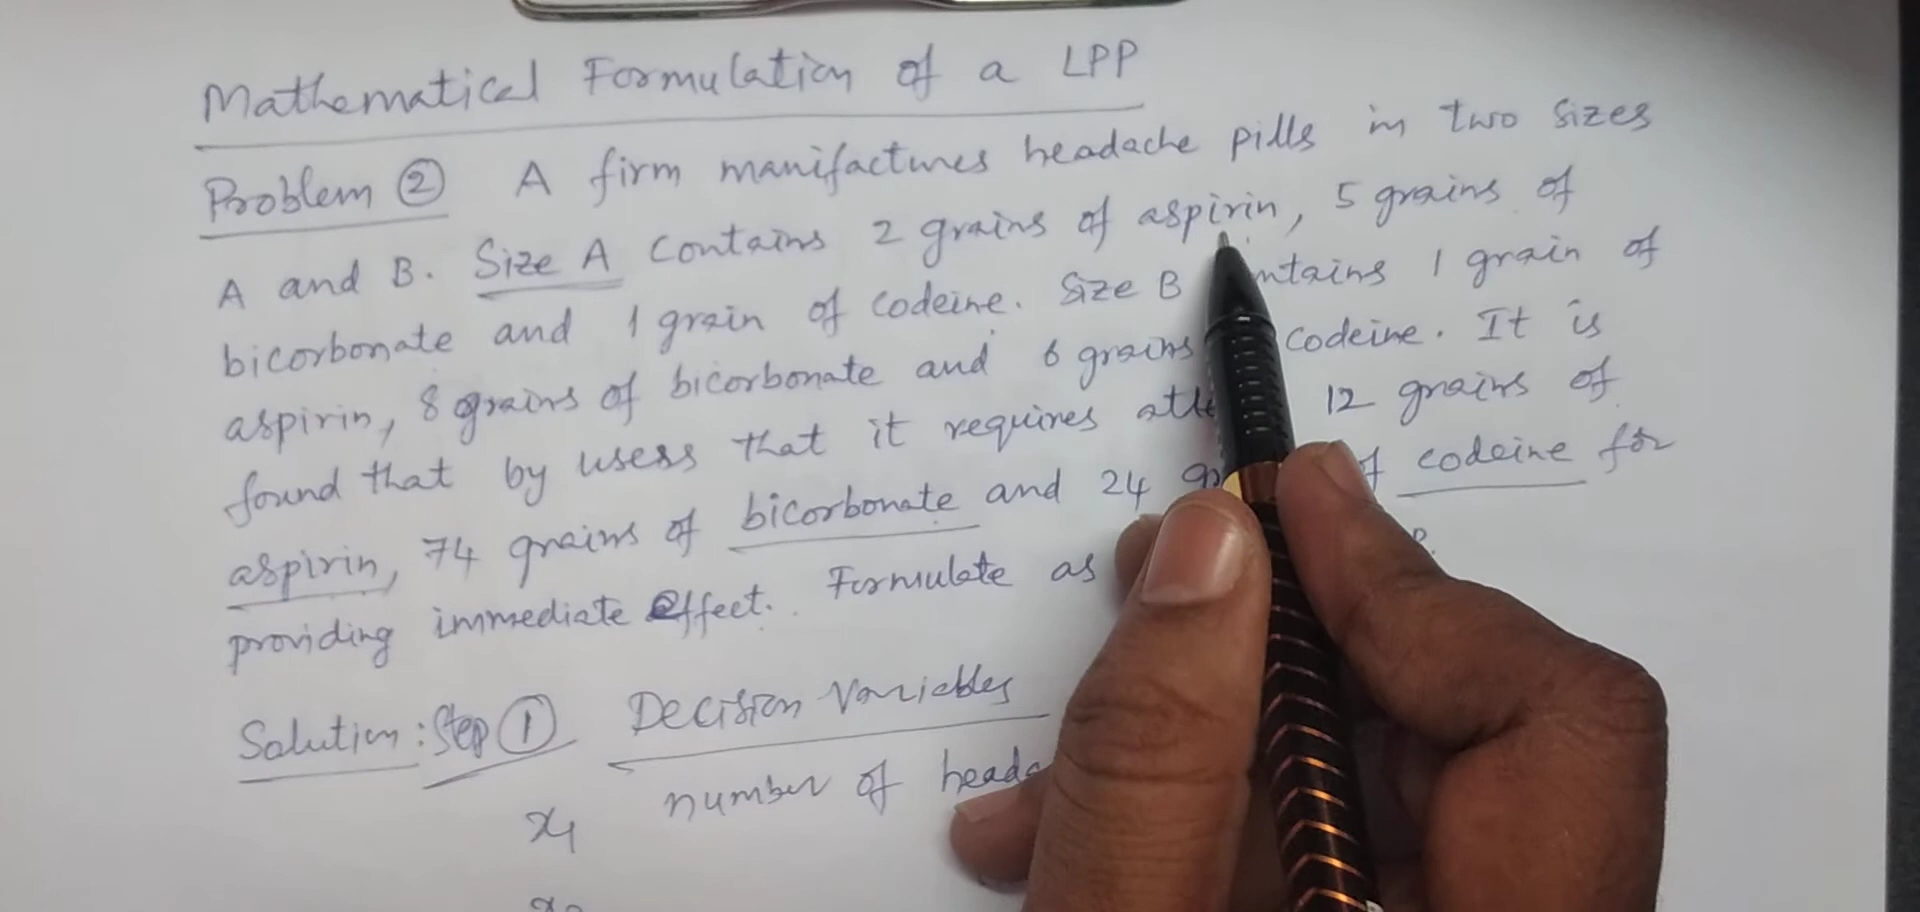 Mathematical Formulation of a LPP
Problem ② A firm manifactures headache pills in two sizes
A and B. Size A contains 2 grains of aspirin, 5 grains of
bicorbonate and 1 grain of codeine. Size B ntains 1 grain of
aspirin, 8 grains of bicorbonate and 6 grains codeine. It is
found that by usess that it requires atle 12 grains of
aspirin, 74 grains of bicorbonate and 24 gr of codeine for
providing immediate effect. Formulate as P.
Solution: Step ① Decision Variables
x1 number of heada